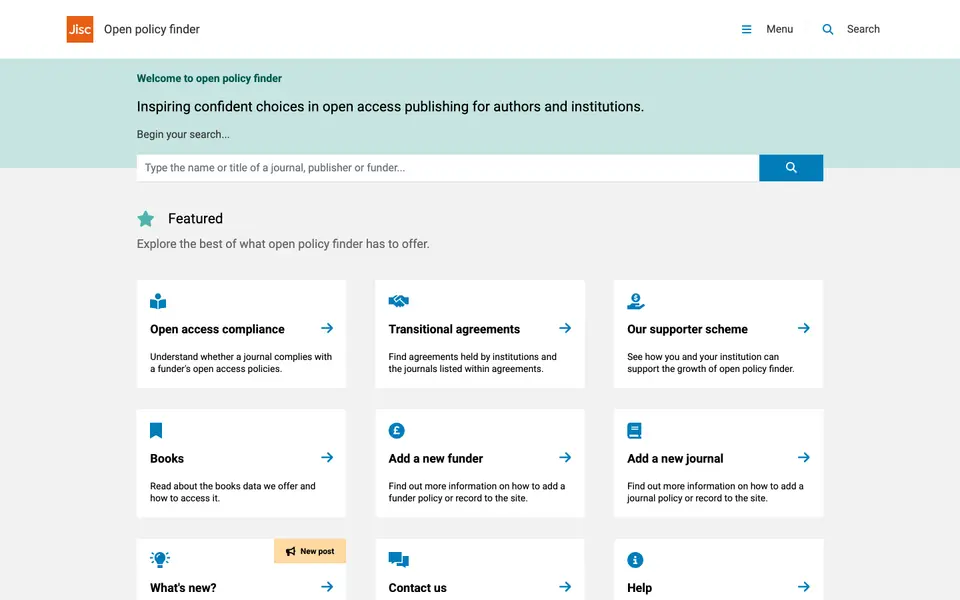 Jisc
Open policy finder
Menu
Search
Welcome to open policy finder
Inspiring confident choices in open access publishing for authors and institutions.
Begin your search...
Type the name or title of a journal, publisher or funder...
Featured
Explore the best of what open policy finder has to offer.
Open access compliance
Understand whether a journal complies with
a funder's open access policies.
Transitional agreements
Find agreements held by institutions and
the journals listed within agreements.
Our supporter scheme
See how you and your institution can
support the growth of open policy finder.
Books
Read about the books data we offer and
how to access it.
Add a new funder
Find out more information on how to add a
funder policy or record to the site.
Add a new journal
Find out more information on how to add a
journal policy or record to the site.
New post
What's new?
Contact us
Help